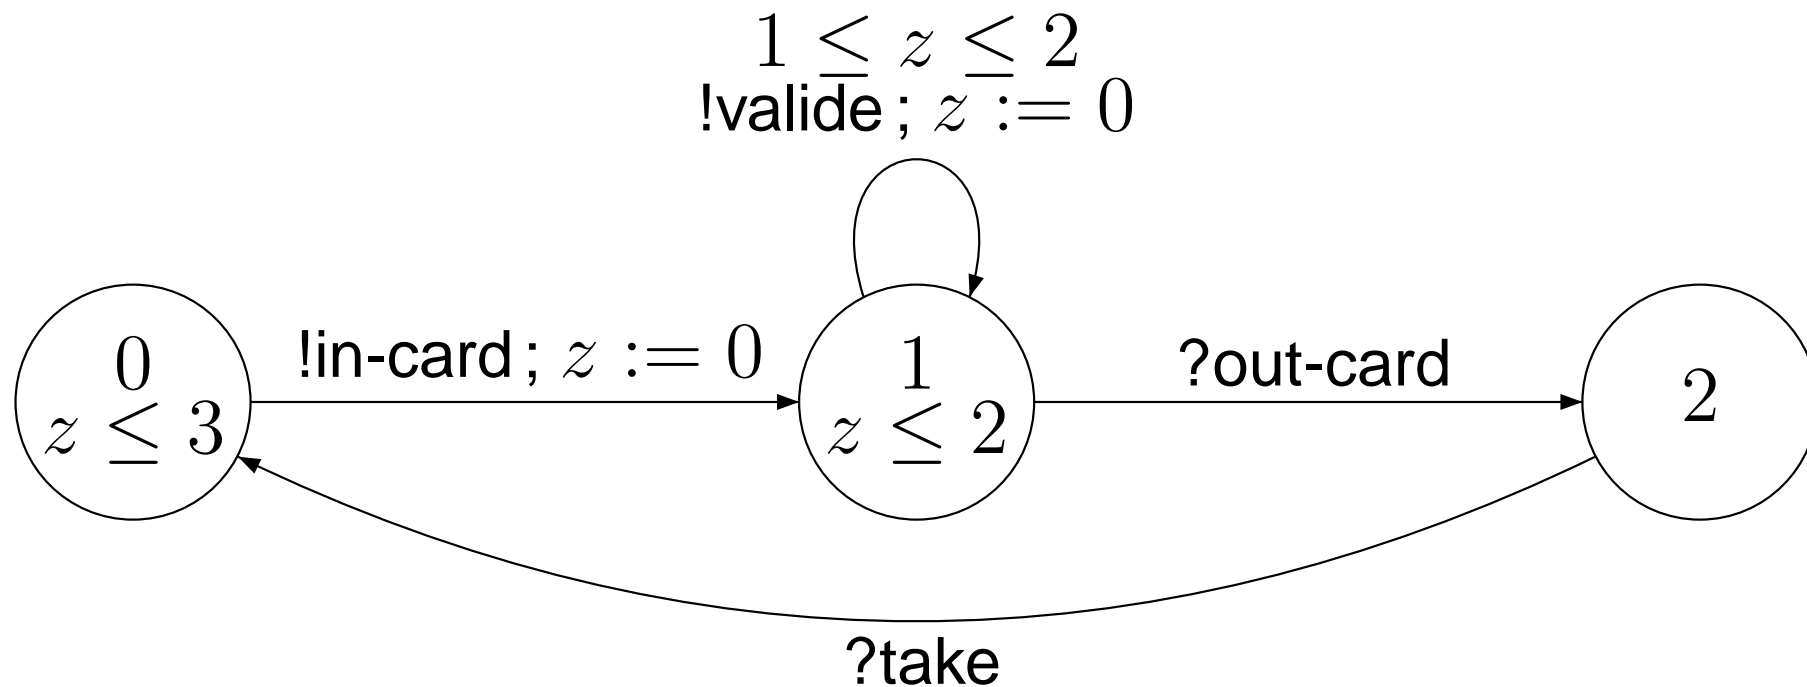 1 ≤ z ≤ 2
!valide ; z := 0
0
z ≤ 3
!in-card ; z := 0
1
z ≤ 2
?out-card
2
?take